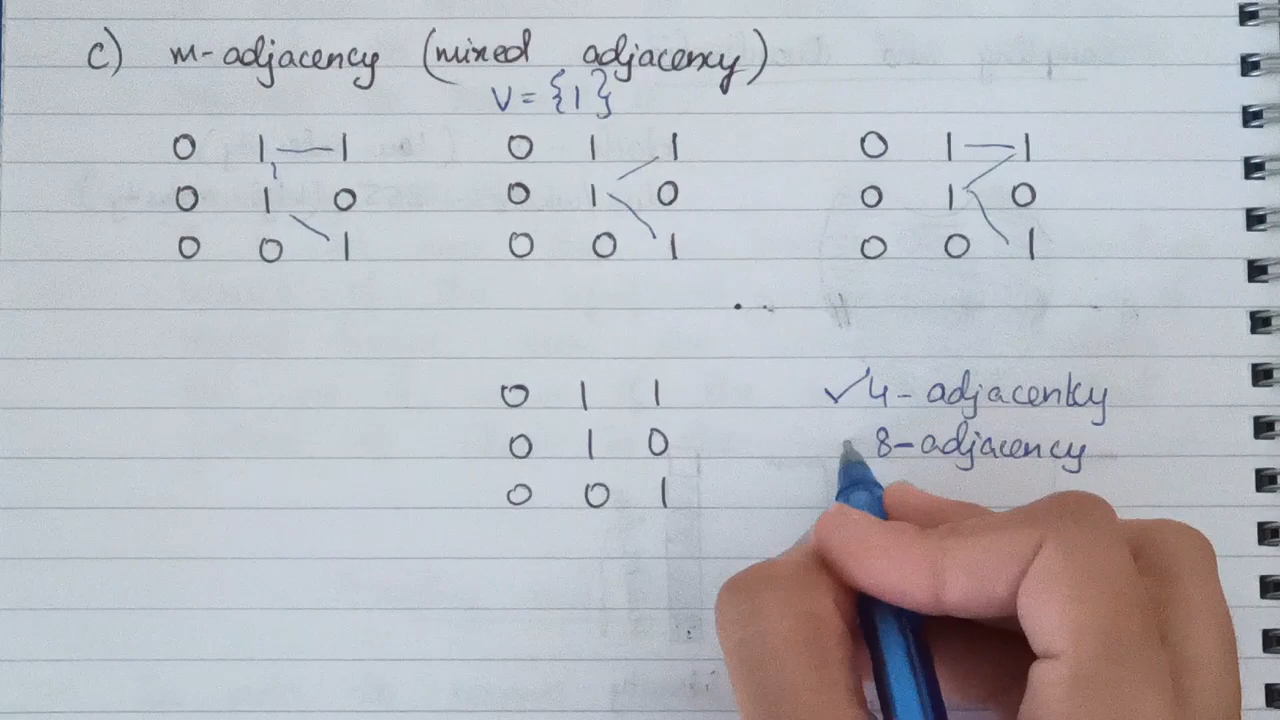 c) m-adjacency (mixed adjacency)
V = {1}
0 1 1 0 1 1 0 1 1
0 1 0 0 1 0 0 1 0
0 0 1 0 0 1 0 0 1
0 1 1 ✓4-adjacenky
0 1 0 8-adjacency
0 0 1